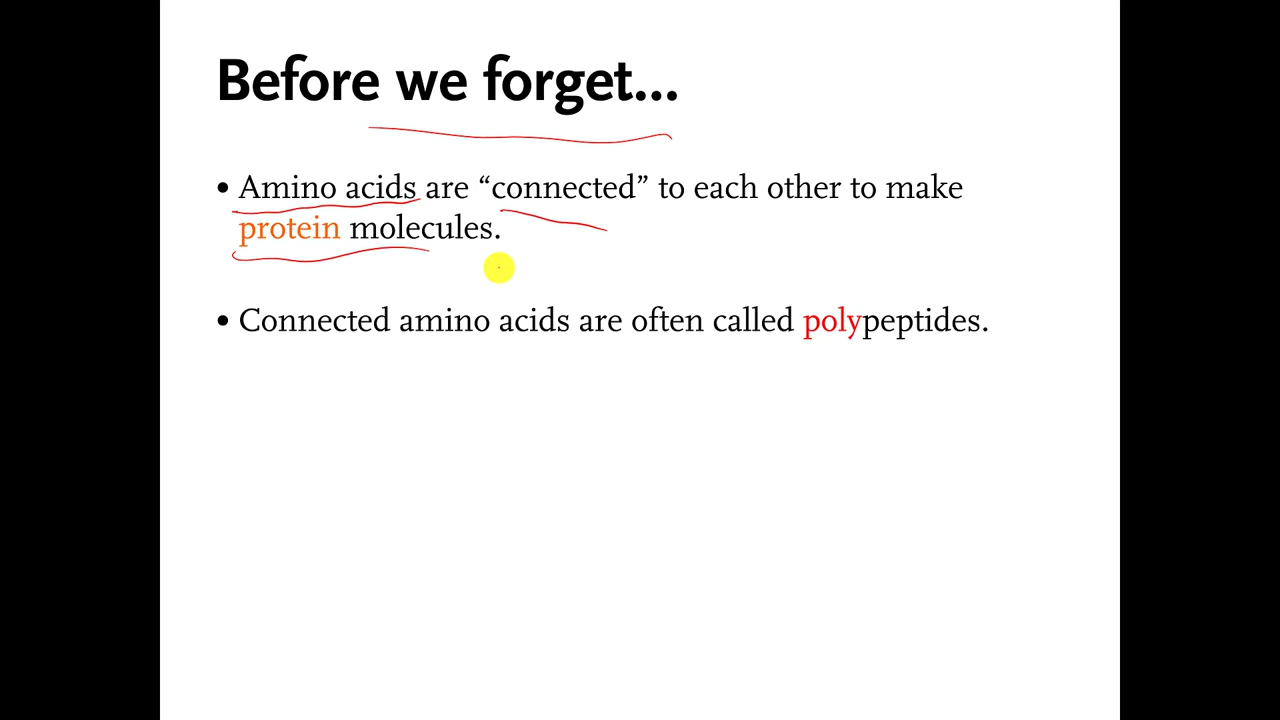 Before we forget...
• Amino acids are “connected” to each other to make
protein molecules.
• Connected amino acids are often called polypeptides.